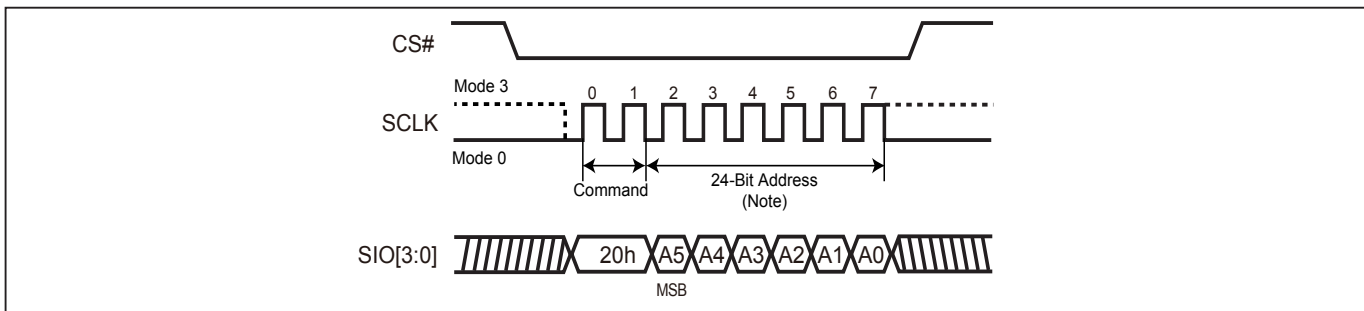 CS#
Mode 3
0 1 2 3 4 5 6 7
SCLK
Mode 0
Command
24-Bit Address
(Note)
SIO[3:0]
20h A5 A4 A3 A2 A1 A0
MSB